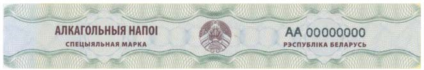 АЛКАГОЛЬНЫЯ НАПОІ
СПЕЦЫЯЛЬНАЯ МАРКА
АА 00000000
РЭСПУБЛІКА БЕЛАРУСЬ